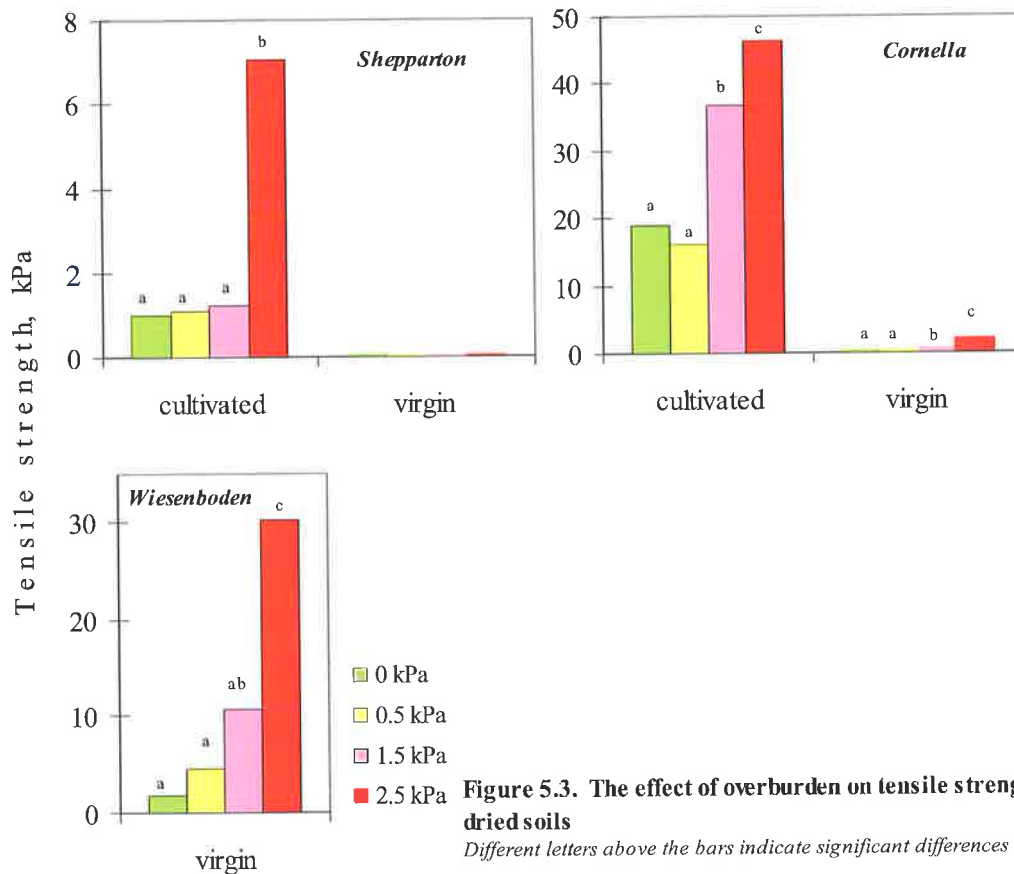 Tensile strength, kPa
8
6
4
2
0
Shepparton
a
a
a
b
cultivated
virgin
50
40
30
20
10
0
Cornella
a
a
b
c
a
a
b
c
cultivated
virgin
30
20
10
0
Wiesenboden
a
a
ab
c
virgin
0 kPa
0.5 kPa
1.5 kPa
2.5 kPa
Figure 5.3. The effect of overburden on tensile streng
dried soils
Different letters above the bars indicate significant differences